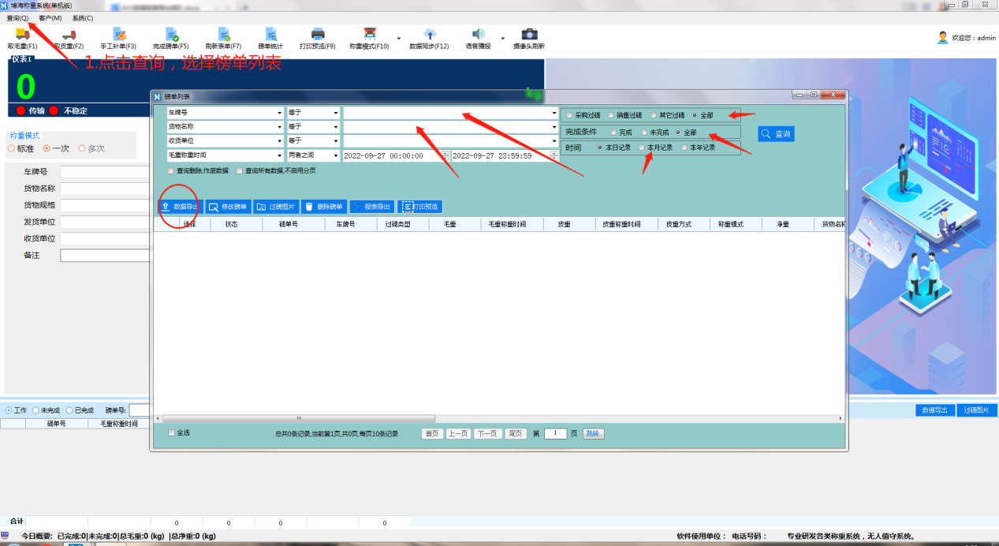 博海称重系统(单机版)
查询(Q) 客户(M) 系统(C)
取毛重(F1) 取皮重(F2) 手工补单(F3) 完成磅单(F5) 刷新表单(F7) 磅单统计 打印预览(F9) 称重模式(F10) 数据同步(F12) 语音播报 摄像头刷新 欢迎您：admin
仪表1
1.点击查询，选择榜单列表
0
kg
传输 不稳定
称重模式
标准 一次 多次
车牌号
货物名称
货物规格
发货单位
收货单位
备注
磅单列表
车牌号 等于 采购过磅 销售过磅 其它过磅 全部
货物名称 等于 完成条件 完成 未完成 全部 查询
收货单位 等于 时间 本日记录 本月记录 本年记录
毛重称重时间 两者之间 2022-09-27 00:00:00 2022-09-27 23:59:59
查询删除,作废数据 查询所有数据,不启用分页
数据导出 修改磅单 过磅图片 删除磅单 报表导出 打印预览
选择 状态 磅单号 车牌号 过磅类型 毛重 毛重称重时间 皮重 皮重称重时间 皮重方式 称重模式 净重 货物名称
全选 总共0条记录,当前第1页,共0页,每页10条记录 首页 上一页 下一页 尾页 第 1 页 跳转
工作 未完成 已完成 磅单号: 数据导出 过磅图片
磅单号 毛重称重时间
合计 0 0 0 0
今日概要: 已完成:0|未完成:0|总毛重:0 (kg) |总净重:0 (kg) 软件使用单位： 电话号码： 专业研发各类称重系统，无人值守系统。